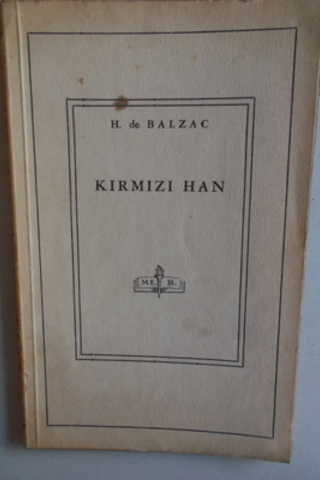 H. de BALZAC
KIRMIZI HAN
M.E. B.